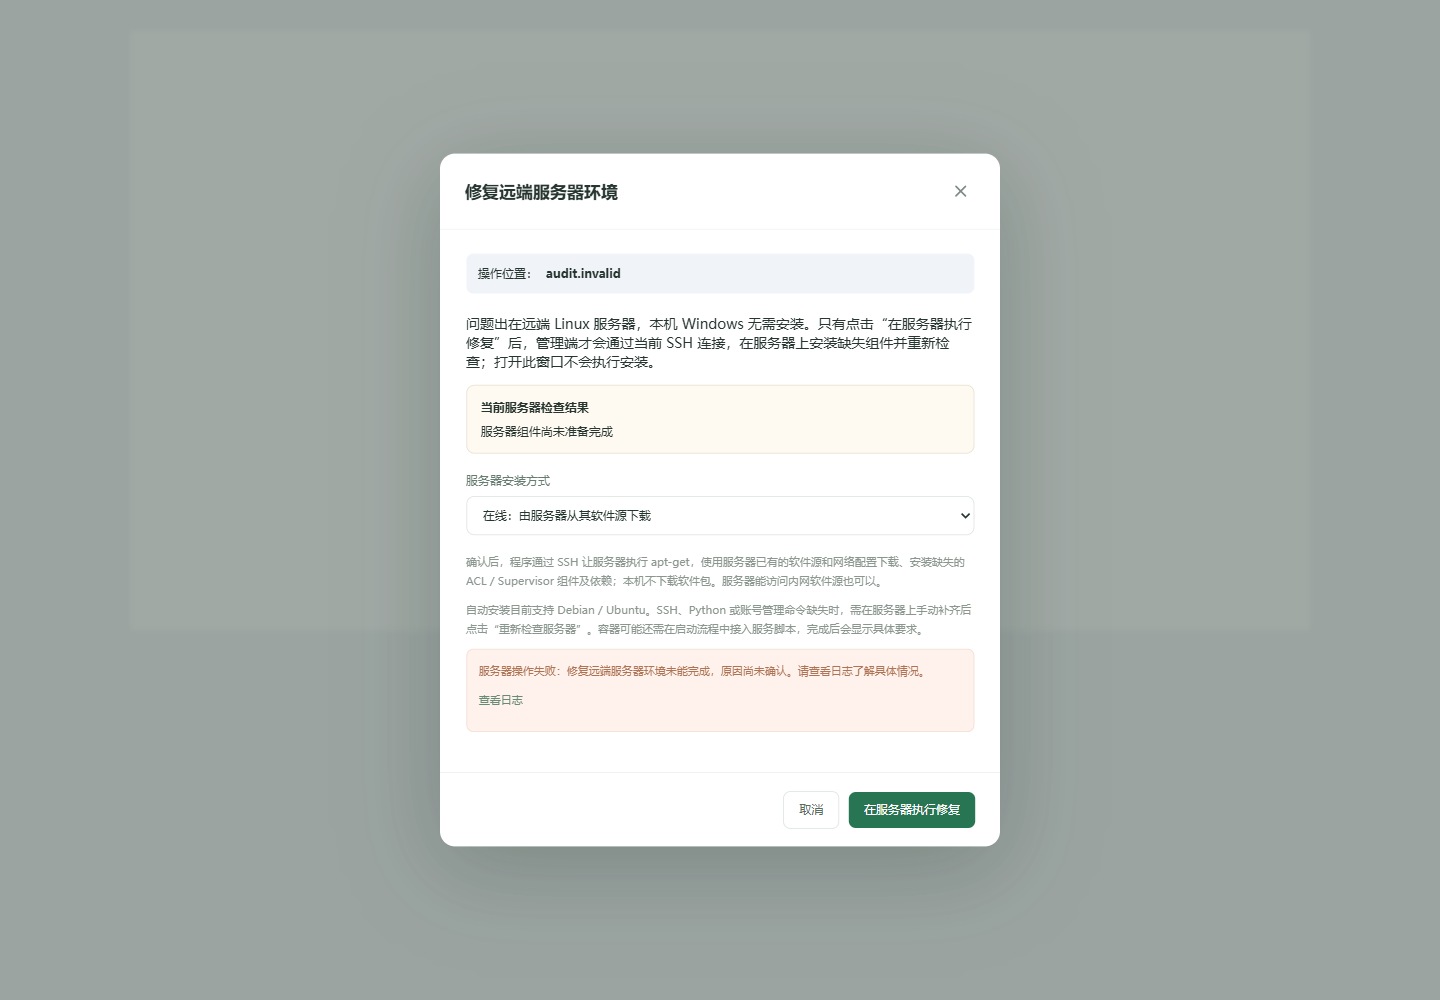 修复远端服务器环境
操作位置： audit.invalid
问题出在远端 Linux 服务器，本机 Windows 无需安装。只有点击“在服务器执行
修复”后，管理端才会通过当前 SSH 连接，在服务器上安装缺失组件并重新检
查；打开此窗口不会执行安装。
当前服务器检查结果
服务器组件尚未准备完成
服务器安装方式
在线：由服务器从其软件源下载
确认后，程序通过 SSH 让服务器执行 apt-get，使用服务器已有的软件源和网络配置下载、安装缺失的
ACL / Supervisor 组件及依赖；本机不下载软件包。服务器能访问内网软件源也可以。
自动安装目前支持 Debian / Ubuntu。SSH、Python 或账号管理命令缺失时，需在服务器上手动补齐后
点击“重新检查服务器”。容器可能还需在启动流程中接入服务脚本，完成后会显示具体要求。
服务器操作失败：修复远端服务器环境未能完成，原因尚未确认。请查看日志了解具体情况。
查看日志
取消
在服务器执行修复